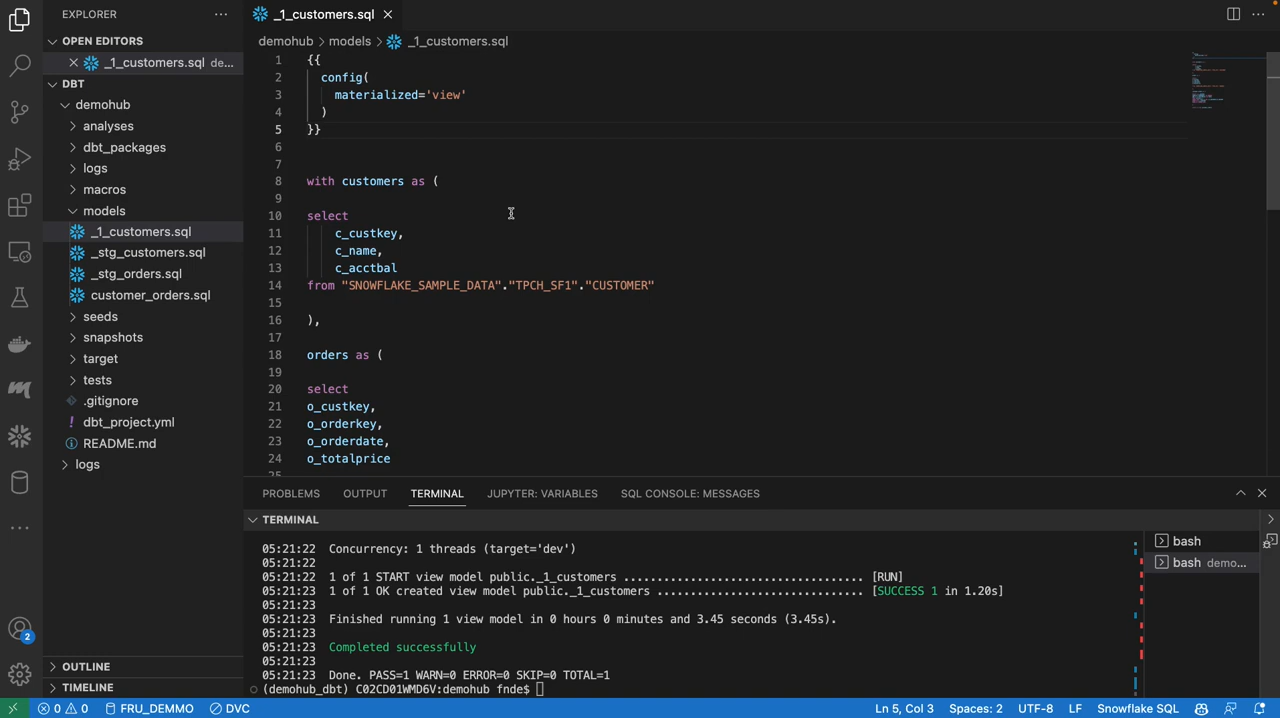 EXPLORER
OPEN EDITORS
_1_customers.sql de...
DBT
demohub
analyses
dbt_packages
logs
macros
models
_1_customers.sql
_stg_customers.sql
_stg_orders.sql
customer_orders.sql
seeds
snapshots
target
tests
.gitignore
! dbt_project.yml
README.md
logs
OUTLINE
TIMELINE
2
_1_customers.sql
demohub > models > _1_customers.sql
1 {{
2 config(
3 materialized='view'
4 )
5 }}
6
7
8 with customers as (
9
10 select
11 c_custkey,
12 c_name,
13 c_acctbal
14 from "SNOWFLAKE_SAMPLE_DATA"."TPCH_SF1"."CUSTOMER"
15
16 ),
17
18 orders as (
19
20 select
21 o_custkey,
22 o_orderkey,
23 o_orderdate,
24 o_totalprice
25
PROBLEMS OUTPUT TERMINAL JUPYTER: VARIABLES SQL CONSOLE: MESSAGES
TERMINAL
05:21:22 Concurrency: 1 threads (target='dev')
05:21:22
05:21:22 1 of 1 START view model public._1_customers .................................. [RUN]
05:21:23 1 of 1 OK created view model public._1_customers ............................. [SUCCESS 1 in 1.20s]
05:21:23
05:21:23 Finished running 1 view model in 0 hours 0 minutes and 3.45 seconds (3.45s).
05:21:23
05:21:23 Completed successfully
05:21:23
05:21:23 Done. PASS=1 WARN=0 ERROR=0 SKIP=0 TOTAL=1
(demohub_dbt) C02CD01WMD6V:demohub fnde$
bash
bash demo...
0 0 FRU_DEMMO DVC Ln 5, Col 3 Spaces: 2 UTF-8 LF Snowflake SQL